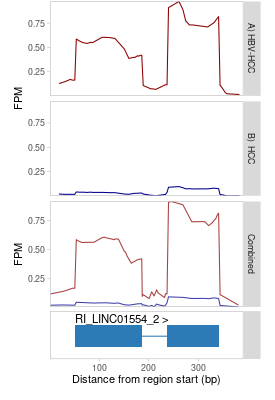 0.75
0.50
0.25
A) HBV-HCC
FPM
0.75
0.50
0.25
B) HCC
0.75
0.50
0.25
Combined
FPM
RI_LINC01554_2 >
100 200 300
Distance from region start (bp)